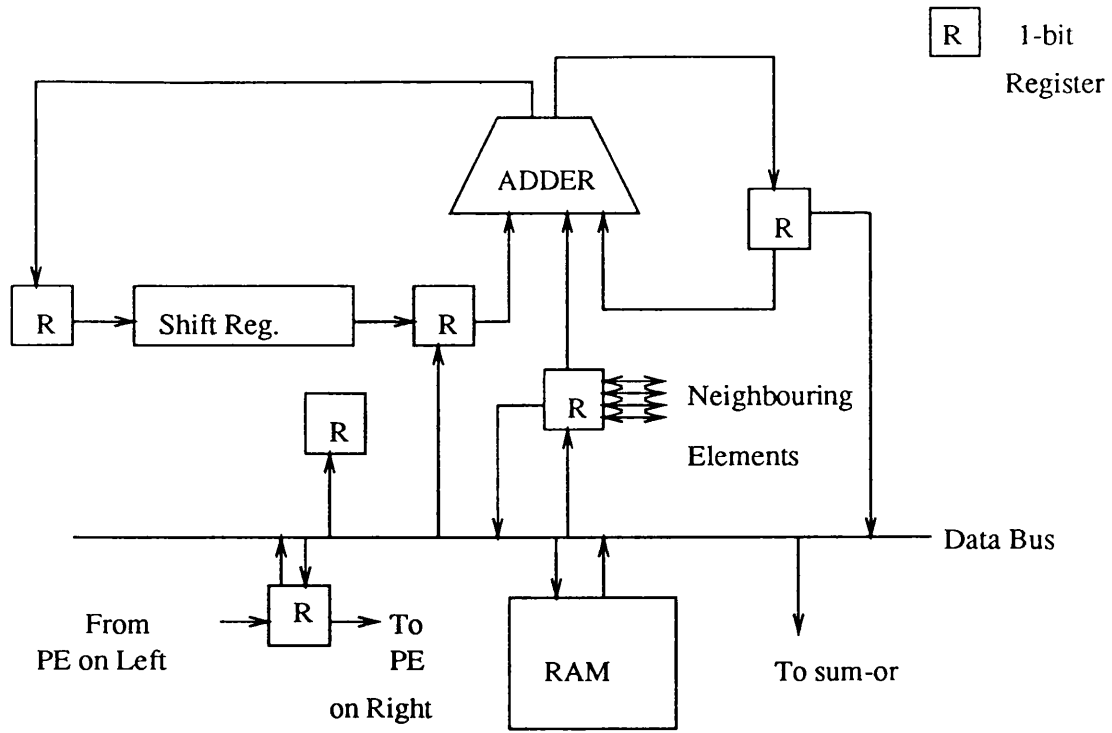 R 1-bit
Register
ADDER
R
R
Shift Reg.
R
R
R
Neighbouring
Elements
Data Bus
From
PE on Left
R
To
PE
on Right
RAM
To sum-or